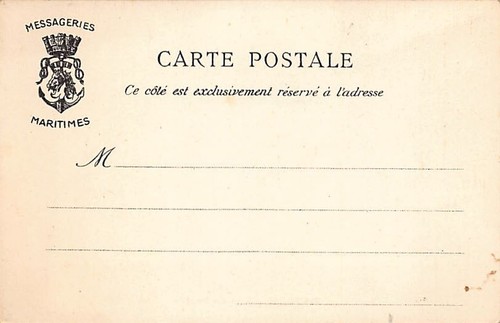 MESSAGERIES
MARITIMES
CARTE POSTALE
Ce côté est exclusivement réservé à l'adresse
M